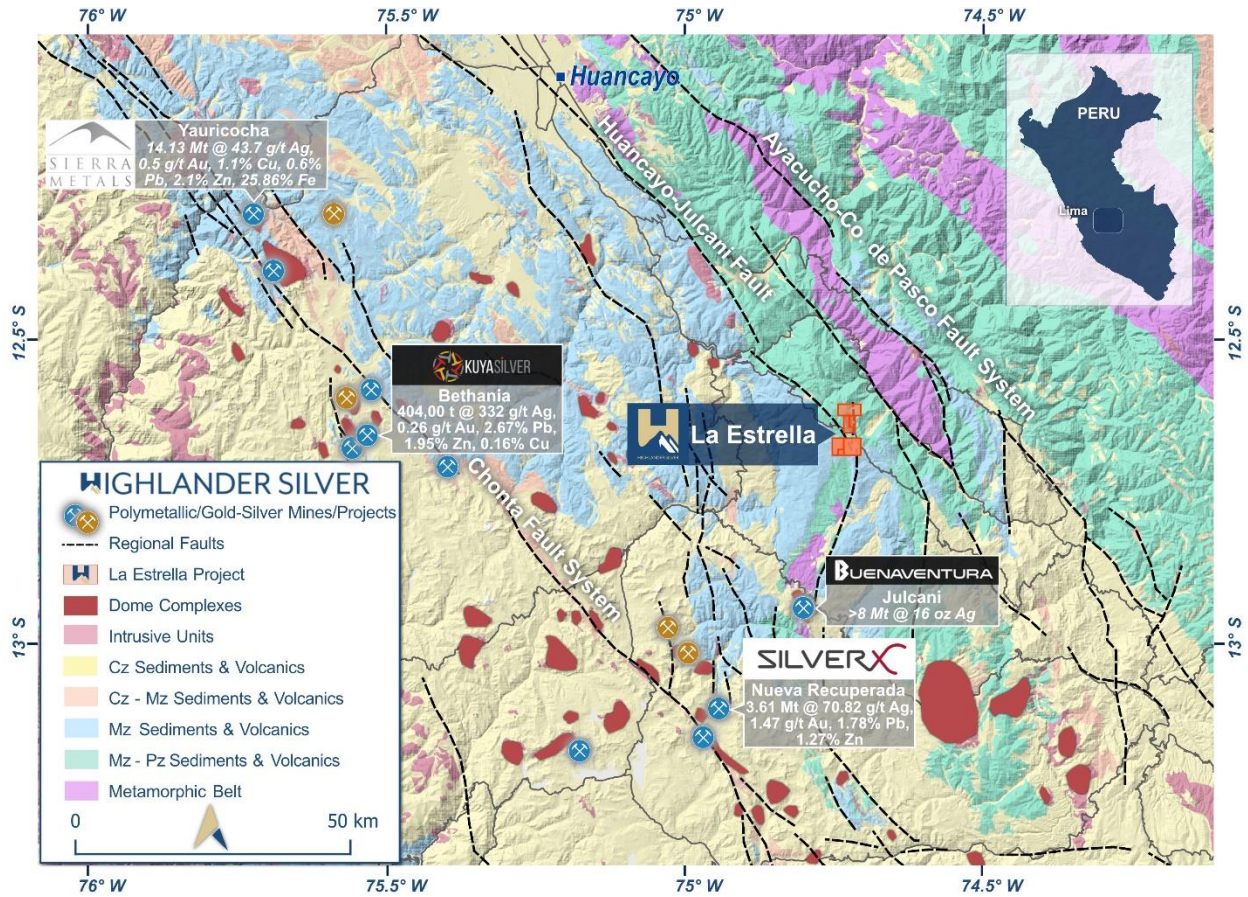 76° W
75.5° W
75° W
74.5° W
Huancayo
PERU
Lima
SIERRA
METALS
Yauricocha
14.13 Mt @ 43.7 g/t Ag,
0.5 g/t Au, 1.1% Cu, 0.6%
Pb, 2.1% Zn, 25.86% Fe
Huancayo-Julcani Fault
Ayacucho-Co. de Pasco Fault System
12.5° S
12.5° S
KUYASILVER
Bethania
404,00 t @ 332 g/t Ag,
0.26 g/t Au, 2.67% Pb,
1.95% Zn, 0.16% Cu
HIGHLANDER SILVER
La Estrella
Chonta Fault System
BUENAVENTURA
Julcani
>8 Mt @ 16 oz Ag
SILVERX
Nueva Recuperada
3.61 Mt @ 70.82 g/t Ag,
1.47 g/t Au, 1.78% Pb,
1.27% Zn
13° S
13° S
HIGHLANDER SILVER
Polymetallic/Gold-Silver Mines/Projects
Regional Faults
La Estrella Project
Dome Complexes
Intrusive Units
Cz Sediments & Volcanics
Cz - Mz Sediments & Volcanics
Mz Sediments & Volcanics
Mz - Pz Sediments & Volcanics
Metamorphic Belt
0
50 km
76° W
75.5° W
75° W
74.5° W